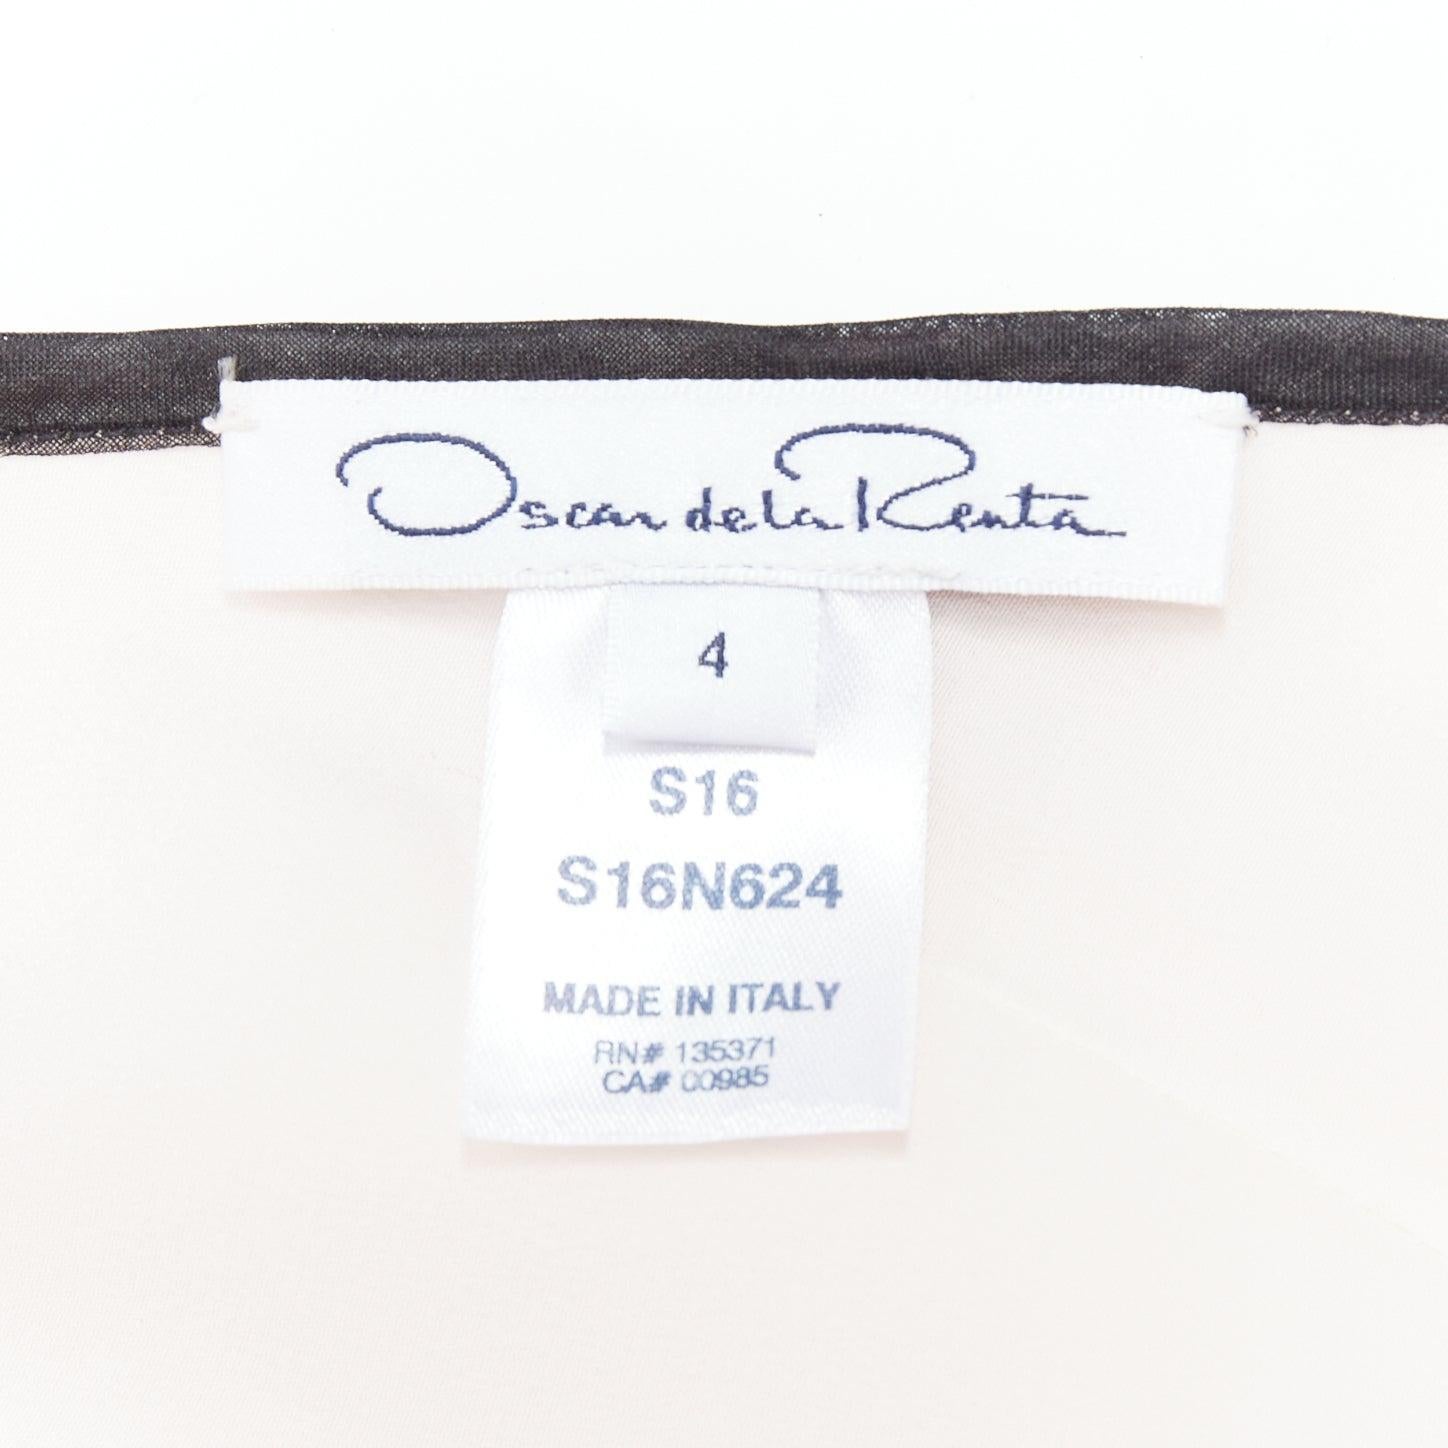 Oscar de la Renta
4
S16
S16N624
MADE IN ITALY
RN# 135371
CA# 00985